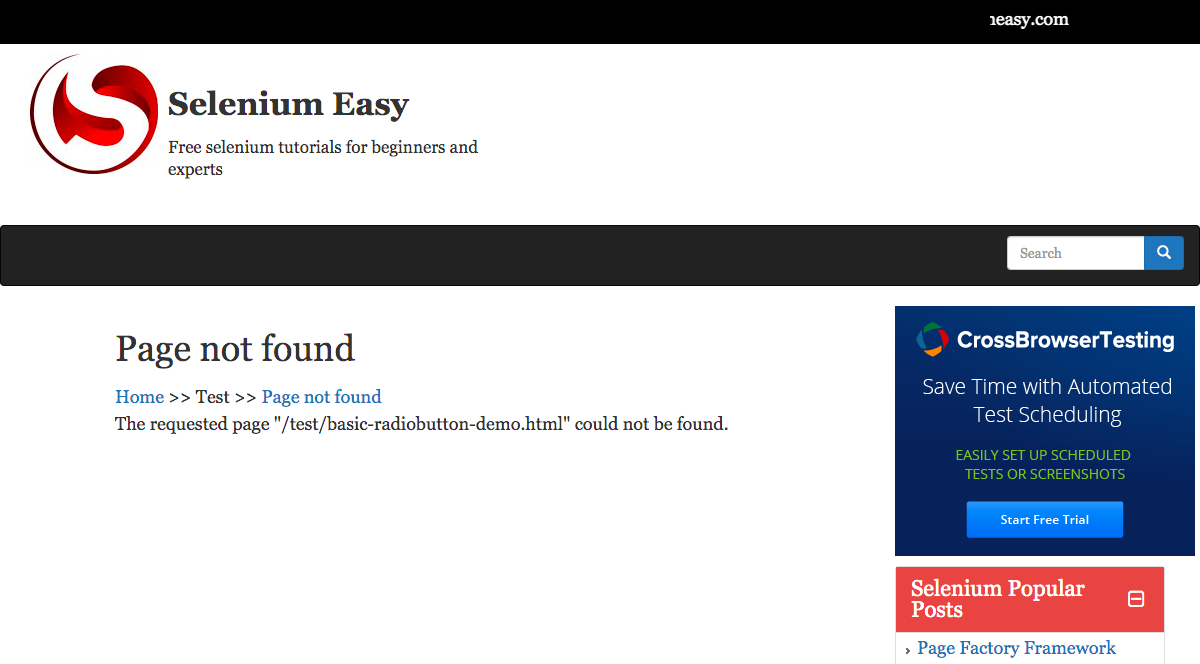 Selenium Easy
Free selenium tutorials for beginners and
experts
Search
Page not found
Home >> Test >> Page not found
The requested page "/test/basic-radiobutton-demo.html" could not be found.
CrossBrowserTesting
Save Time with Automated
Test Scheduling
EASILY SET UP SCHEDULED
TESTS OR SCREENSHOTS
Start Free Trial
Selenium Popular
Posts
Page Factory Framework